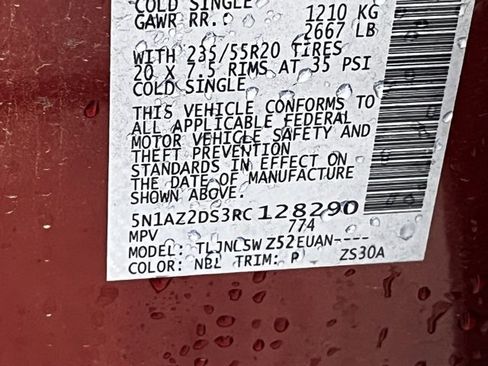 COLD SINGLE
GAWR RR. : 1210 KG
2667 LB
WITH 235/55R20 TIRES
20 X 7.5 RIMS AT 35 PSI
COLD SINGLE
THIS VEHICLE CONFORMS TO
ALL APPLICABLE FEDERAL
MOTOR VEHICLE SAFETY AND
THEFT PREVENTION
STANDARDS IN EFFECT ON
THE DATE OF MANUFACTURE
SHOWN ABOVE.
5N1AZ2DS3RC128290
MPV 774
TLJNLSW Z52EUAN----
COLOR: NBL TRIM: P ZS30A